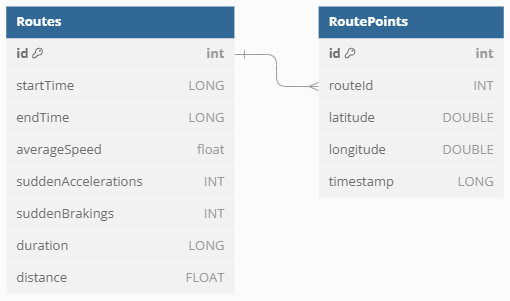 Routes
id int
startTime LONG
endTime LONG
averageSpeed float
suddenAccelerations INT
suddenBrakings INT
duration LONG
distance FLOAT
RoutePoints
id int
routeId INT
latitude DOUBLE
longitude DOUBLE
timestamp LONG